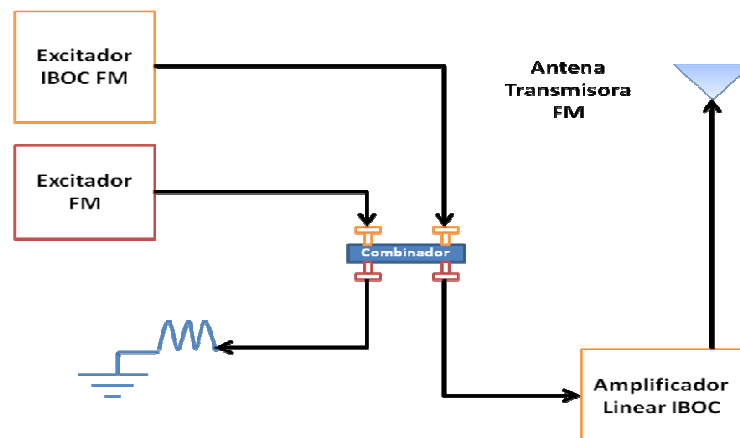 Excitador
IBOC FM
Antena
Transmisora
FM
Excitador
FM
Combinador
Amplificador
Linear IBOC